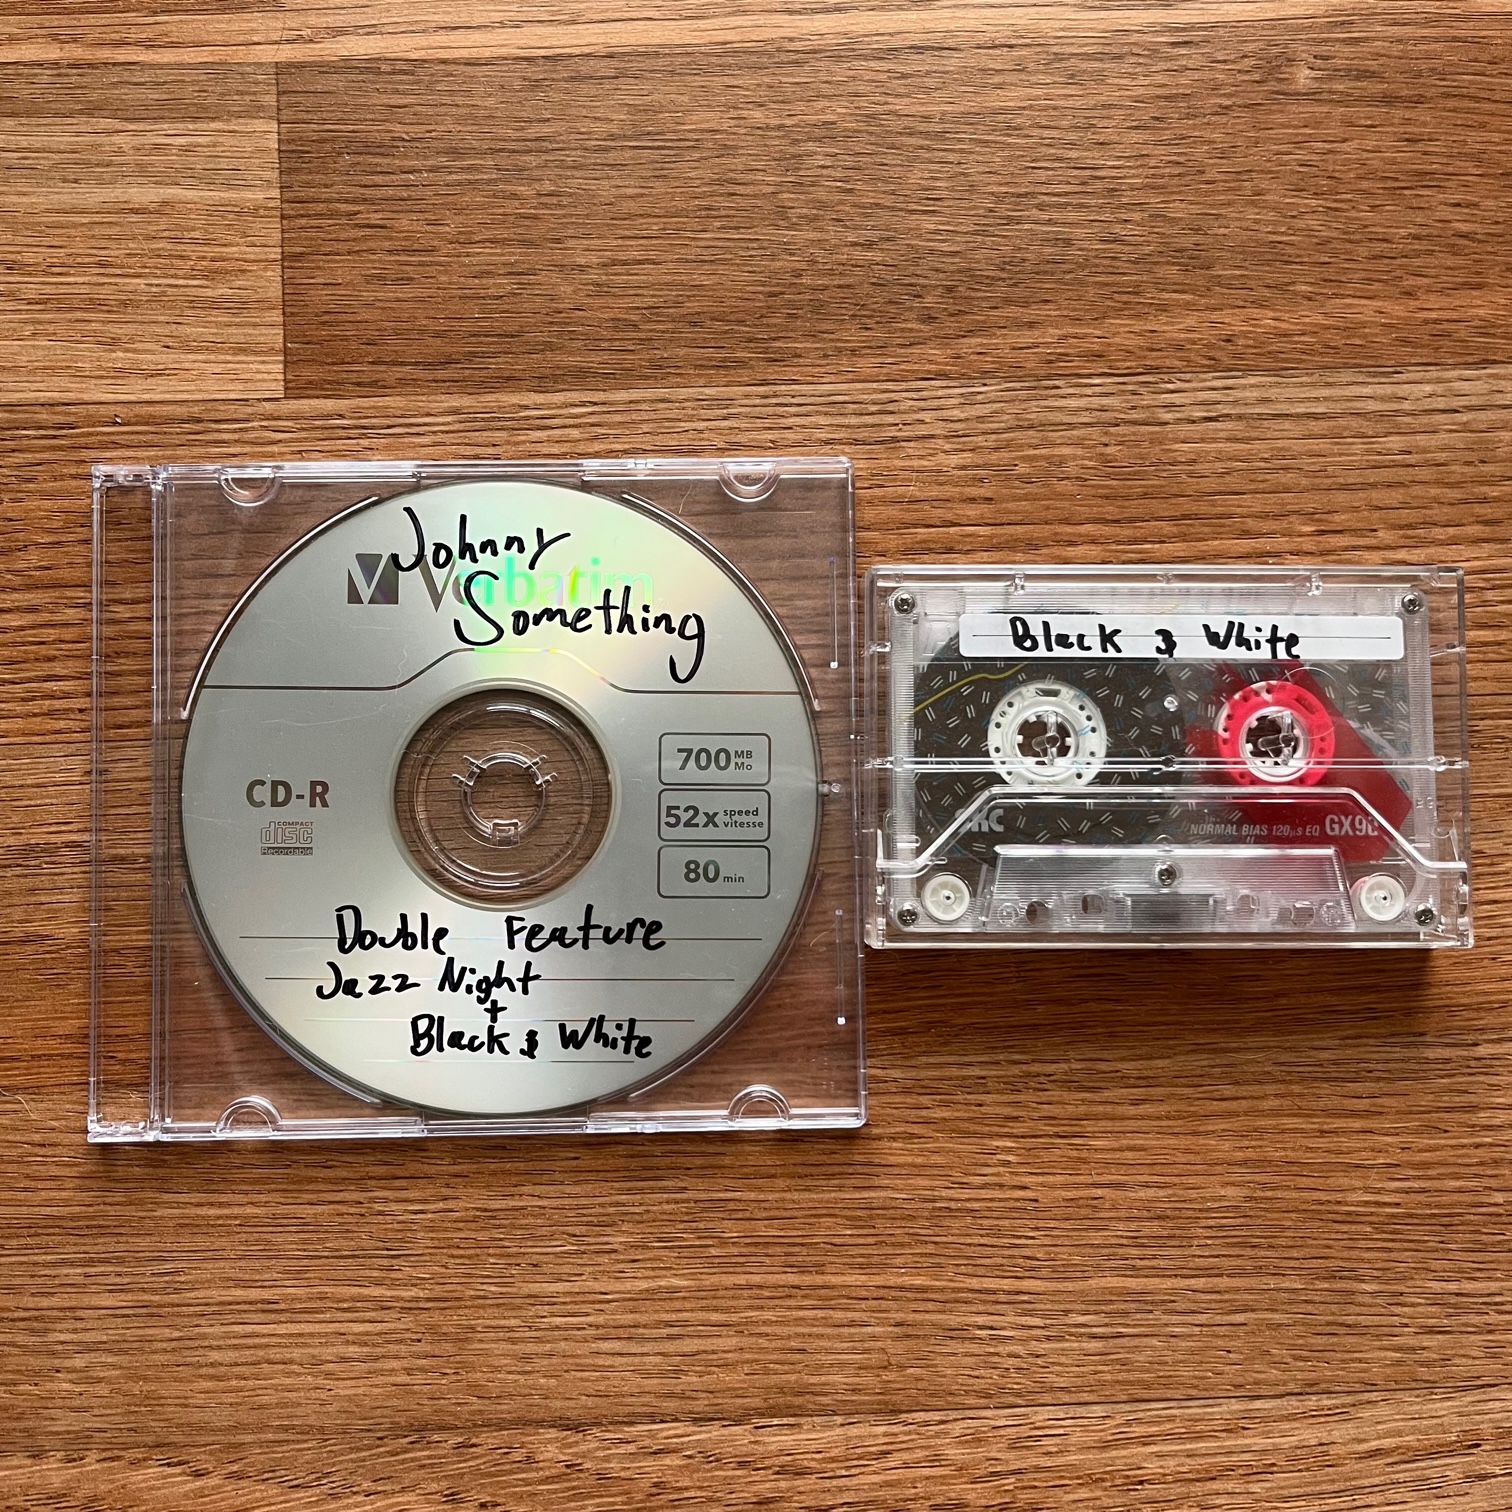 Johnny
Verbatim
Something
CD-R
COMPACT
disc
Recordable
700 MB
Mo
52x speed
vitesse
80 min
Double Feature
Jazz Night
+
Black & White
Black & White
NORMAL BIAS 120μs EQ